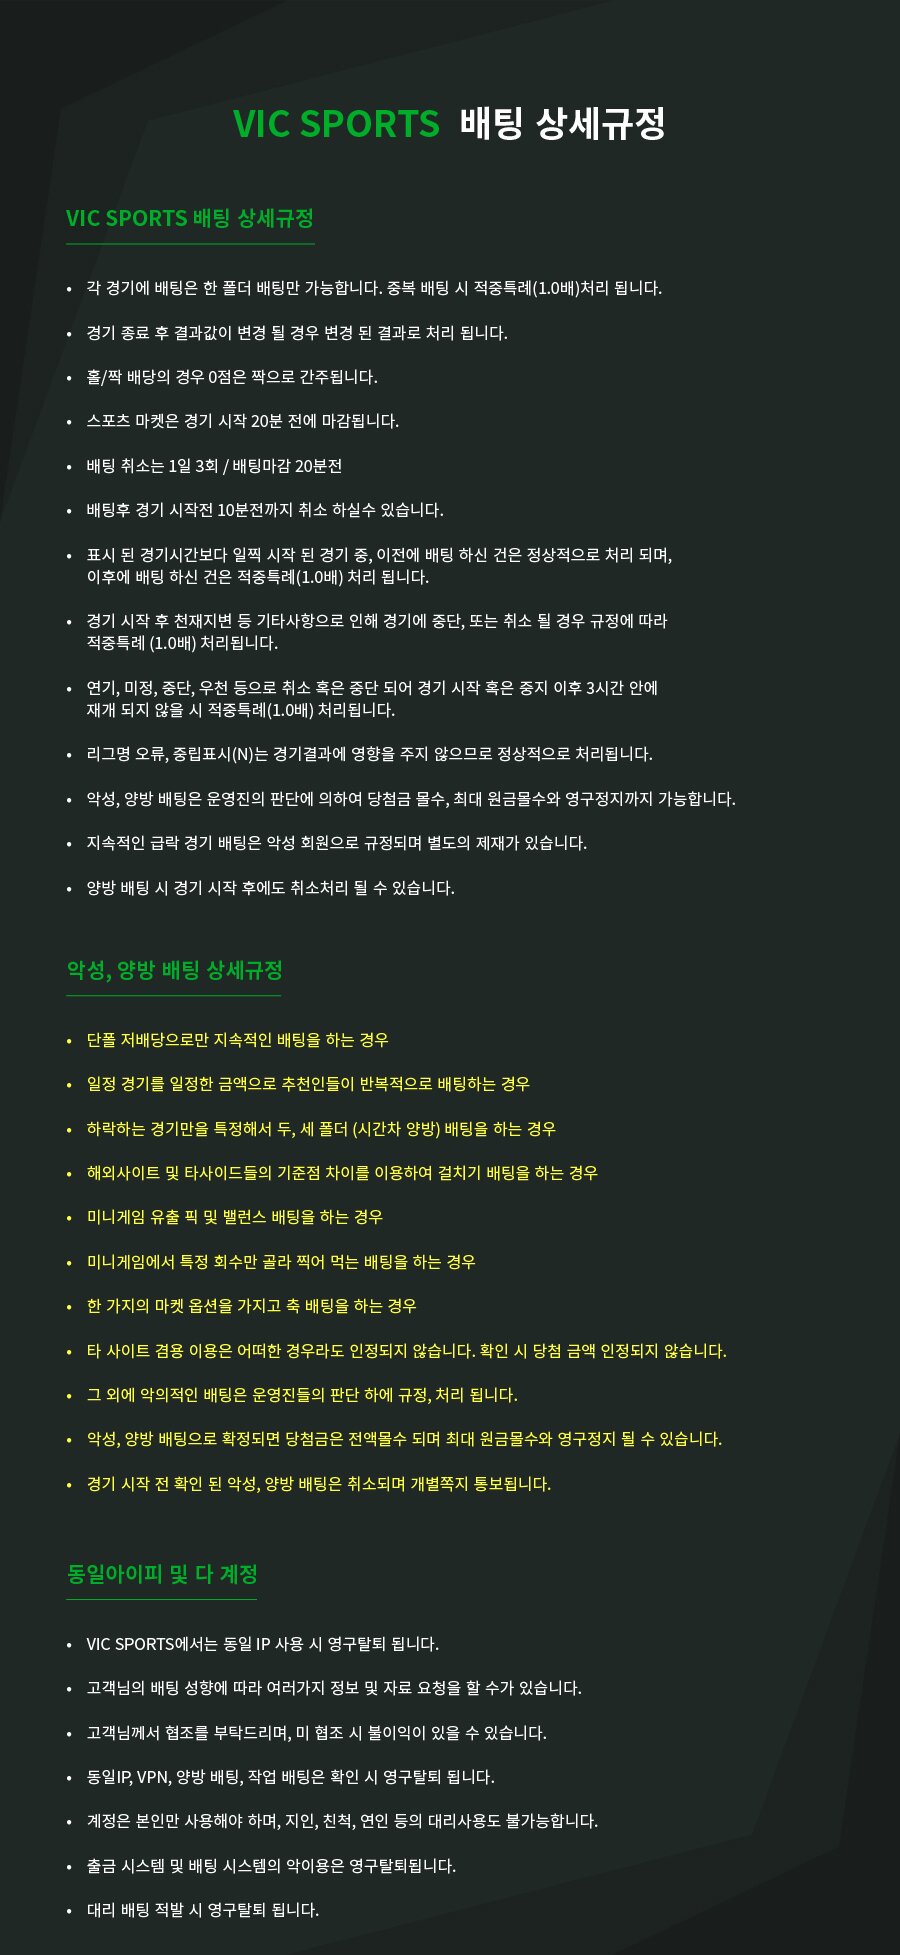 VIC SPORTS 배팅 상세규정
VIC SPORTS 배팅 상세규정
• 각 경기에 배팅은 한 폴더 배팅만 가능합니다. 중복 배팅 시 적중특례(1.0배)처리 됩니다.
• 경기 종료 후 결과값이 변경 될 경우 변경 된 결과로 처리 됩니다.
• 홀/짝 배당의 경우 0점은 짝으로 간주됩니다.
• 스포츠 마켓은 경기 시작 20분 전에 마감됩니다.
• 배팅 취소는 1일 3회 / 배팅마감 20분전
• 배팅후 경기 시작전 10분전까지 취소 하실수 있습니다.
• 표시 된 경기시간보다 일찍 시작 된 경기 중, 이전에 배팅 하신 건은 정상적으로 처리 되며,
이후에 배팅 하신 건은 적중특례(1.0배) 처리 됩니다.
• 경기 시작 후 천재지변 등 기타사항으로 인해 경기에 중단, 또는 취소 될 경우 규정에 따라
적중특례 (1.0배) 처리됩니다.
• 연기, 미정, 중단, 우천 등으로 취소 혹은 중단 되어 경기 시작 혹은 중지 이후 3시간 안에
재개 되지 않을 시 적중특례(1.0배) 처리됩니다.
• 리그명 오류, 중립표시(N)는 경기결과에 영향을 주지 않으므로 정상적으로 처리됩니다.
• 악성, 양방 배팅은 운영진의 판단에 의하여 당첨금 몰수, 최대 원금몰수와 영구정지까지 가능합니다.
• 지속적인 급락 경기 배팅은 악성 회원으로 규정되며 별도의 제재가 있습니다.
• 양방 배팅 시 경기 시작 후에도 취소처리 될 수 있습니다.
악성, 양방 배팅 상세규정
• 단폴 저배당으로만 지속적인 배팅을 하는 경우
• 일정 경기를 일정한 금액으로 추천인들이 반복적으로 배팅하는 경우
• 하락하는 경기만을 특정해서 두, 세 폴더 (시간차 양방) 배팅을 하는 경우
• 해외사이트 및 타사이드들의 기준점 차이를 이용하여 걸치기 배팅을 하는 경우
• 미니게임 유출 픽 및 밸런스 배팅을 하는 경우
• 미니게임에서 특정 회수만 골라 찍어 먹는 배팅을 하는 경우
• 한 가지의 마켓 옵션을 가지고 축 배팅을 하는 경우
• 타 사이트 겸용 이용은 어떠한 경우라도 인정되지 않습니다. 확인 시 당첨 금액 인정되지 않습니다.
• 그 외에 악의적인 배팅은 운영진들의 판단 하에 규정, 처리 됩니다.
• 악성, 양방 배팅으로 확정되면 당첨금은 전액몰수 되며 최대 원금몰수와 영구정지 될 수 있습니다.
• 경기 시작 전 확인 된 악성, 양방 배팅은 취소되며 개별쪽지 통보됩니다.
동일아이피 및 다 계정
• VIC SPORTS에서는 동일 IP 사용 시 영구탈퇴 됩니다.
• 고객님의 배팅 성향에 따라 여러가지 정보 및 자료 요청을 할 수가 있습니다.
• 고객님께서 협조를 부탁드리며, 미 협조 시 불이익이 있을 수 있습니다.
• 동일IP, VPN, 양방 배팅, 작업 배팅은 확인 시 영구탈퇴 됩니다.
• 계정은 본인만 사용해야 하며, 지인, 친척, 연인 등의 대리사용도 불가능합니다.
• 출금 시스템 및 배팅 시스템의 악이용은 영구탈퇴됩니다.
• 대리 배팅 적발 시 영구탈퇴 됩니다.